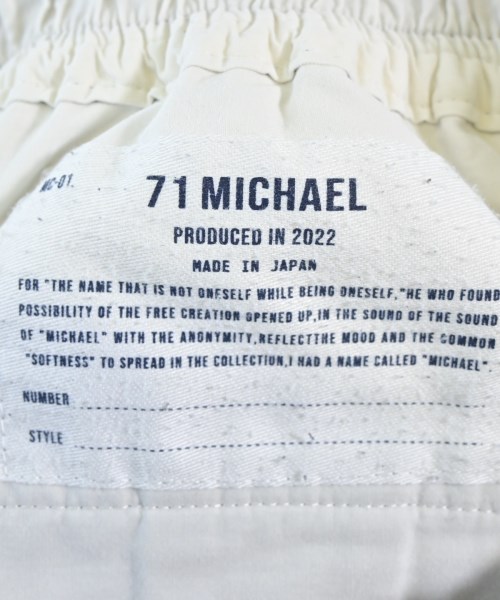 MC-01.
71 MICHAEL
PRODUCED IN 2022
MADE IN JAPAN
FOR "THE NAME THAT IS NOT ONESELF WHILE BEING ONESELF,"HE WHO FOUND
POSSIBILITY OF THE FREE CREATION OPENED UP,IN THE SOUND OF THE SOUND
OF "MICHAEL" WITH THE ANONYMITY,REFLECTTHE MOOD AND THE COMMON
"SOFTNESS" TO SPREAD IN THE COLLECTION,I HAD A NAME CALLED "MICHAEL".
NUMBER
STYLE